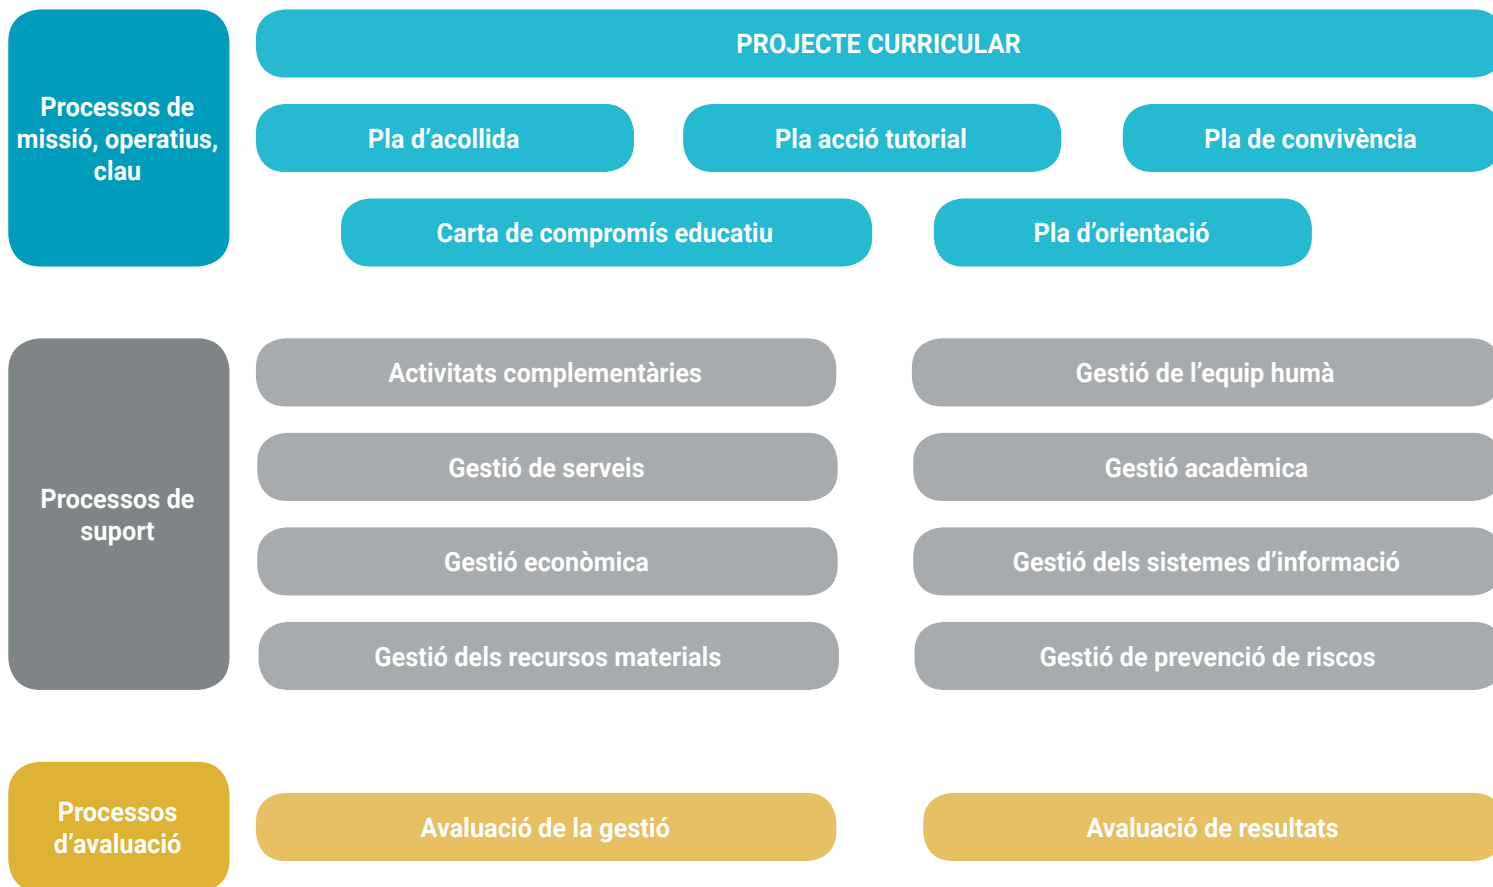 Processos de
missió, operatius,
clau
PROJECTE CURRICULAR
Pla d’acollida
Pla acció tutorial
Pla de convivència
Carta de compromís educatiu
Pla d’orientació
Processos de
suport
Activitats complementàries
Gestió de l’equip humà
Gestió de serveis
Gestió acadèmica
Gestió econòmica
Gestió dels sistemes d’informació
Gestió dels recursos materials
Gestió de prevenció de riscos
Processos
d’avaluació
Avaluació de la gestió
Avaluació de resultats